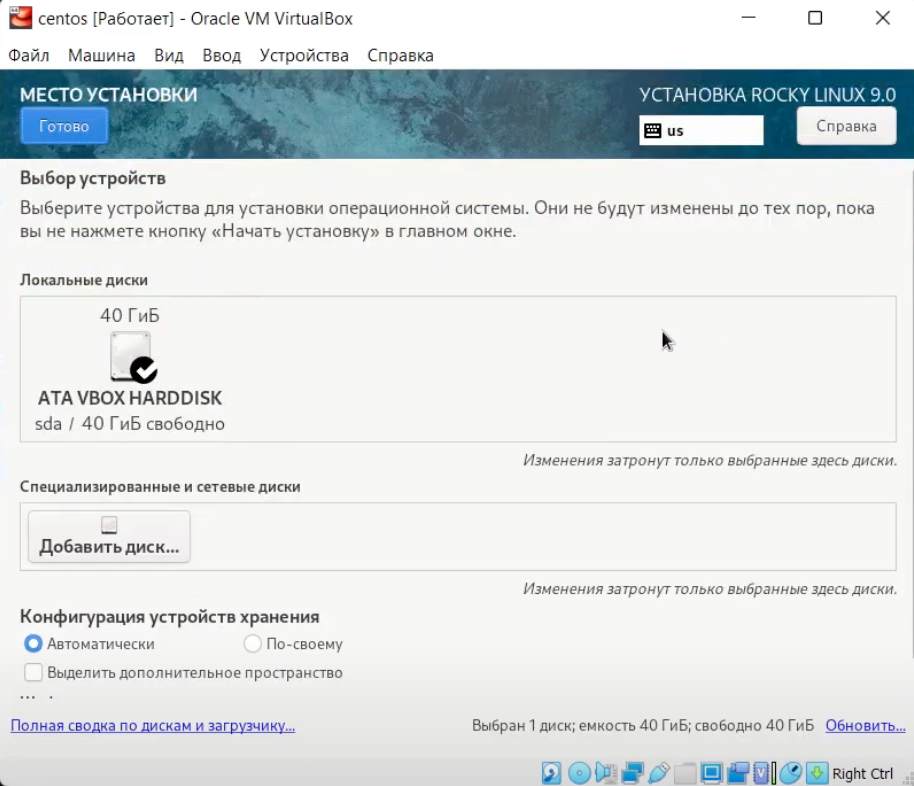 centos [Работает] - Oracle VM VirtualBox
Файл Машина Вид Ввод Устройства Справка
МЕСТО УСТАНОВКИ
УСТАНОВКА ROCKY LINUX 9.0
Готово
us
Справка
Выбор устройств
Выберите устройства для установки операционной системы. Они не будут изменены до тех пор, пока
вы не нажмете кнопку «Начать установку» в главном окне.
Локальные диски
40 ГиБ
ATA VBOX HARDDISK
sda / 40 ГиБ свободно
Изменения затронут только выбранные здесь диски.
Специализированные и сетевые диски
Добавить диск...
Изменения затронут только выбранные здесь диски.
Конфигурация устройств хранения
Автоматически По-своему
Выделить дополнительное пространство
Полная сводка по дискам и загрузчику...
Выбран 1 диск; емкость 40 ГиБ; свободно 40 ГиБ Обновить...
Right Ctrl